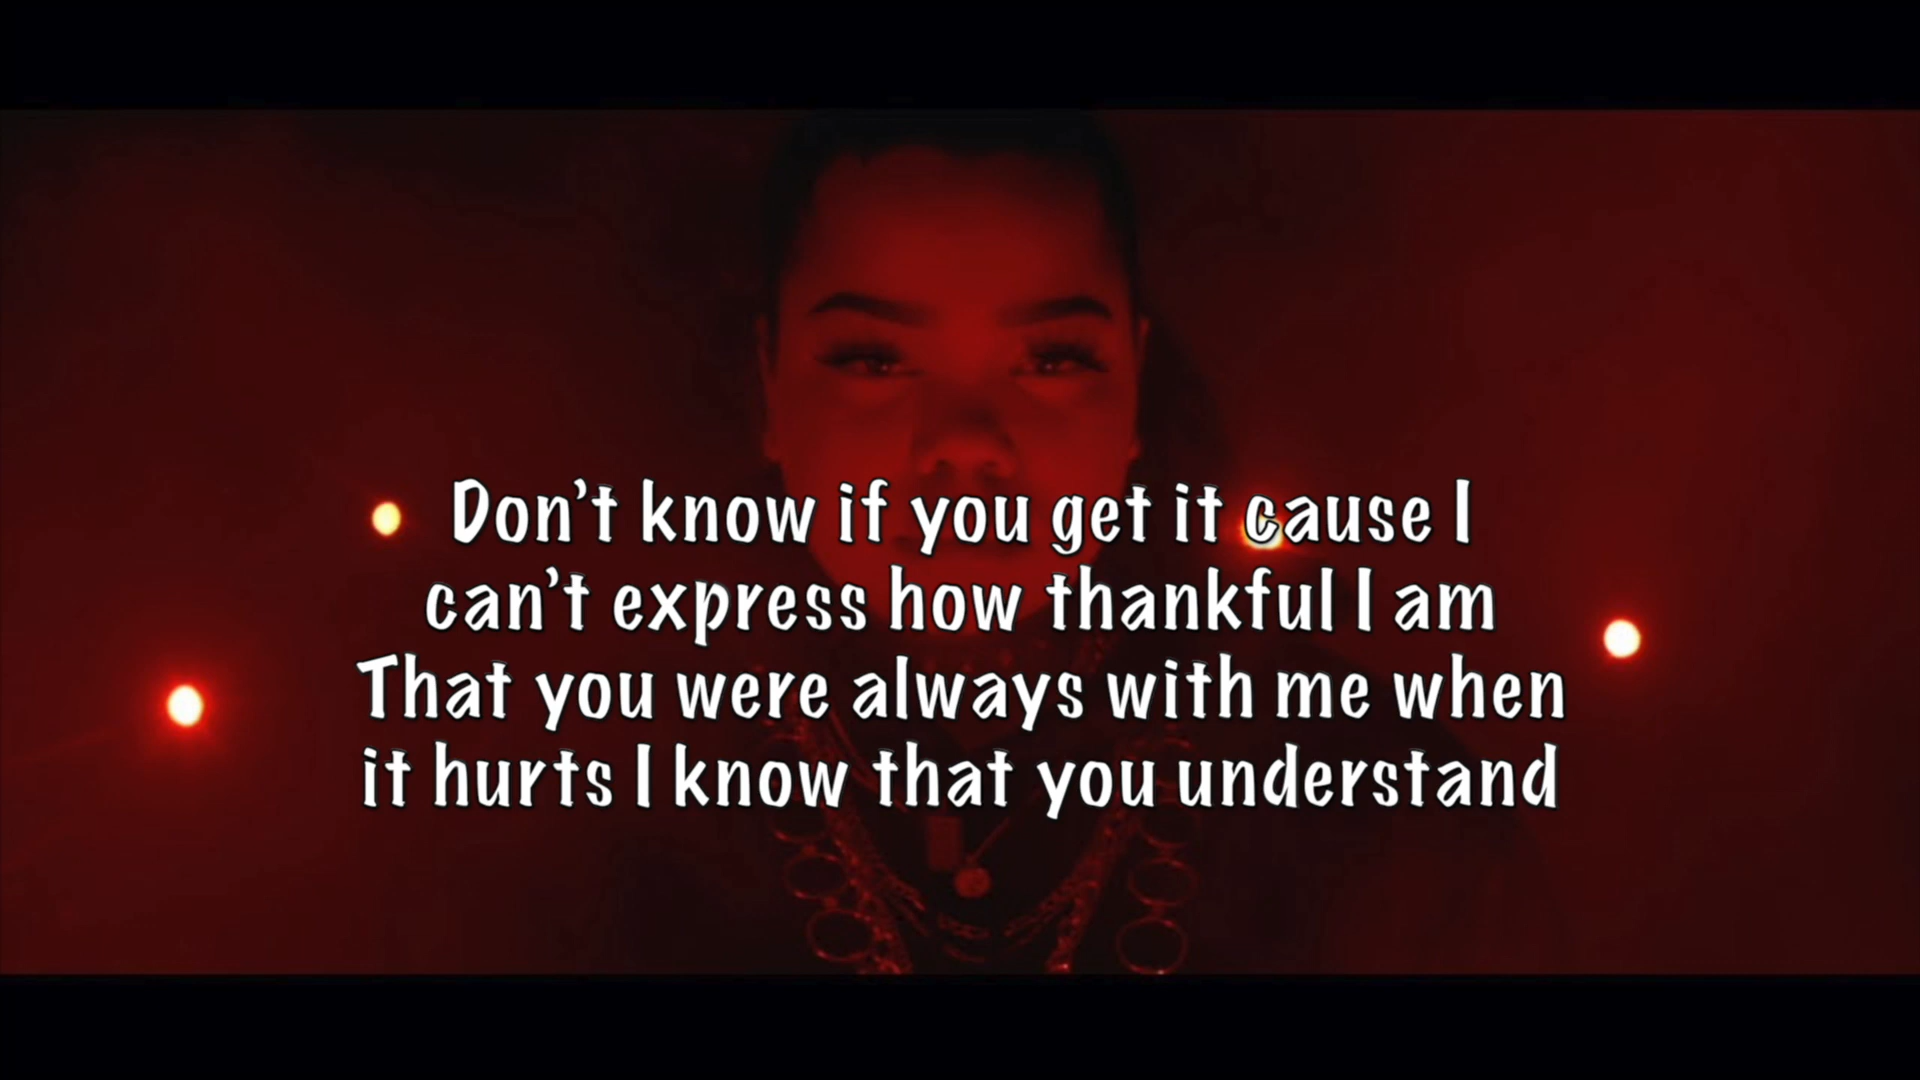 Don't know if you get it cause I
can't express how thankful I am
That you were always with me when
it hurts I know that you understand